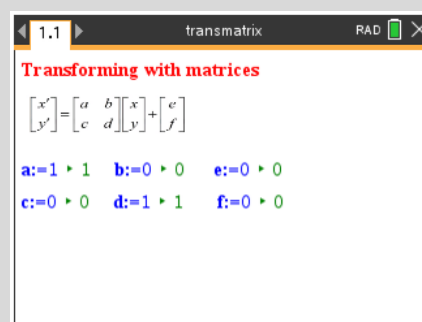 1.1 transmatrix RAD
Transforming with matrices
[x′ y′] = [a b c d][x y] + [e f]
a:=1 ▸ 1 b:=0 ▸ 0 e:=0 ▸ 0
c:=0 ▸ 0 d:=1 ▸ 1 f:=0 ▸ 0